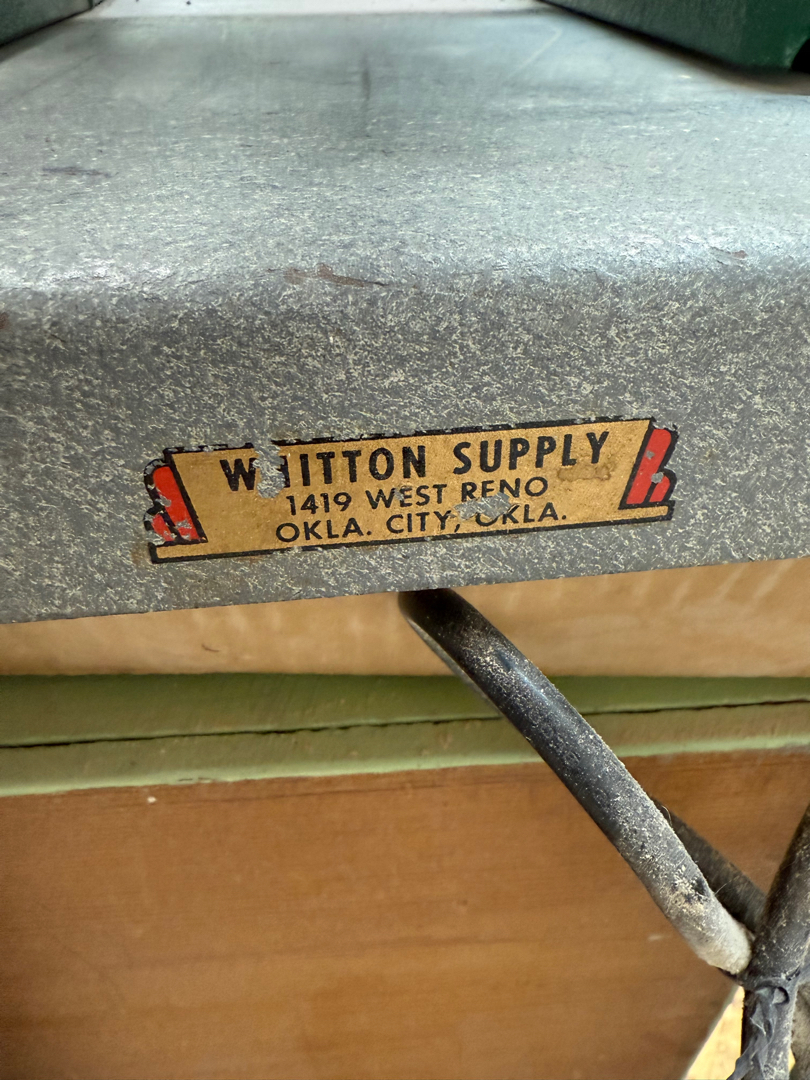 WHITTON SUPPLY
1419 WEST RENO
OKLA. CITY, OKLA.